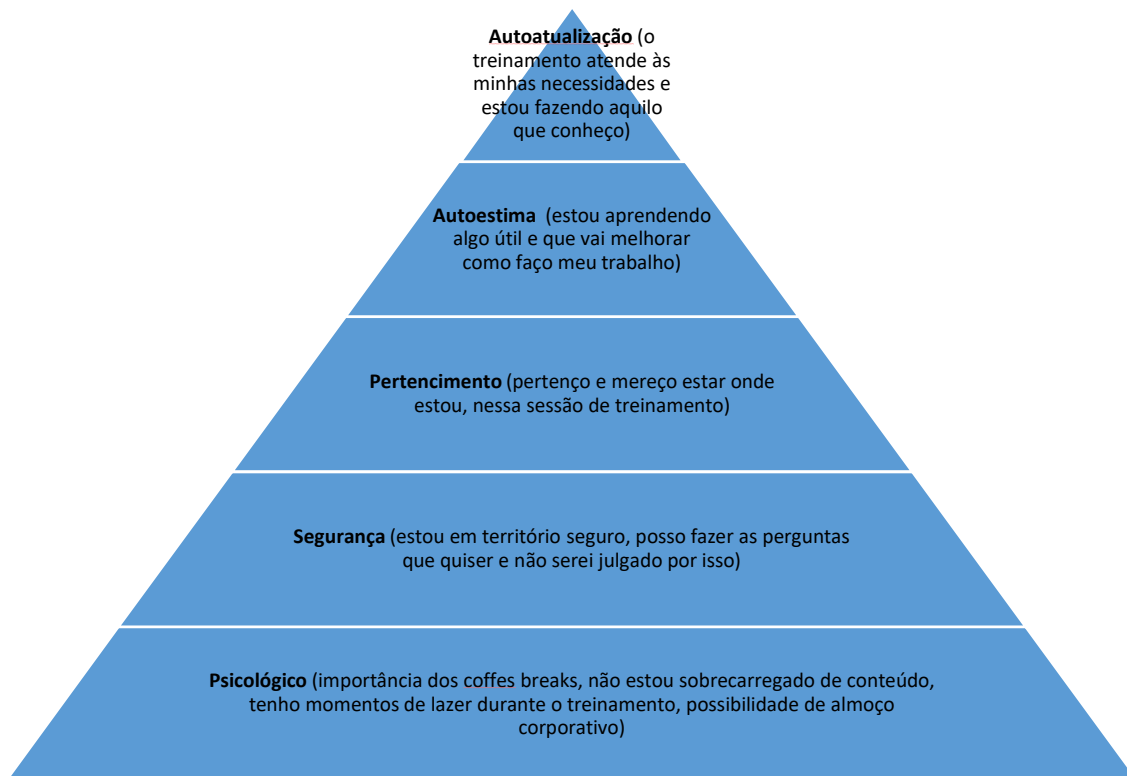 Autoatualização (o
treinamento atende às
minhas necessidades e
estou fazendo aquilo
que conheço)
Autoestima (estou aprendendo
algo útil e que vai melhorar
como faço meu trabalho)
Pertencimento (pertenço e mereço estar onde
estou, nessa sessão de treinamento)
Segurança (estou em território seguro, posso fazer as perguntas
que quiser e não serei julgado por isso)
Psicológico (importância dos coffes breaks, não estou sobrecarregado de conteúdo,
tenho momentos de lazer durante o treinamento, possibilidade de almoço
corporativo)